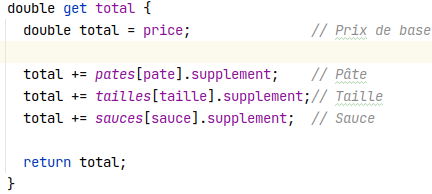 double get total {
  double total = price;               // Prix de base

  total += pates[pate].supplement;    // Pâte
  total += tailles[taille].supplement;// Taille
  total += sauces[sauce].supplement;  // Sauce

  return total;
}